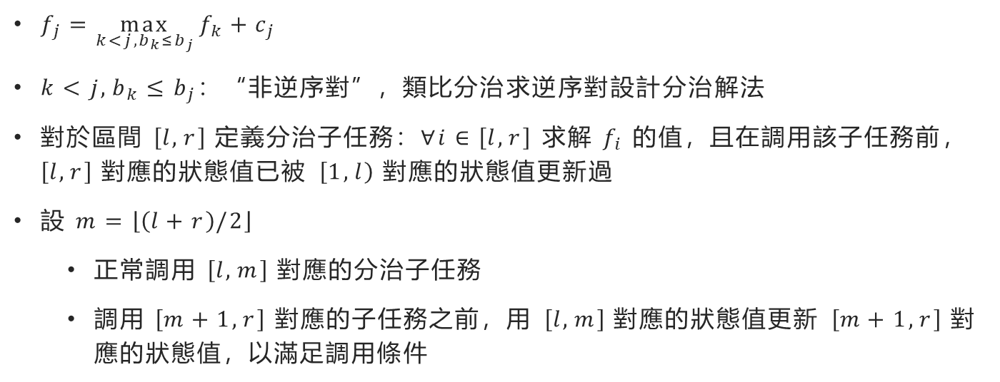 • $f_j = \max_{k<j, b_k \le b_j} f_k + c_j$
• $k < j, b_k \le b_j$：“非逆序對”，類比分治求逆序對設計分治解法
• 對於區間 $[l, r]$ 定義分治子任務：$\forall i \in [l, r]$ 求解 $f_i$ 的值，且在調用該子任務前，
$[l, r]$ 對應的狀態值已被 $[1, l)$ 對應的狀態值更新過
• 設 $m = \lfloor (l + r)/2 \rfloor$
• 正常調用 $[l, m]$ 對應的分治子任務
• 調用 $[m + 1, r]$ 對應的子任務之前，用 $[l, m]$ 對應的狀態值更新 $[m + 1, r]$ 對
應的狀態值，以滿足調用條件